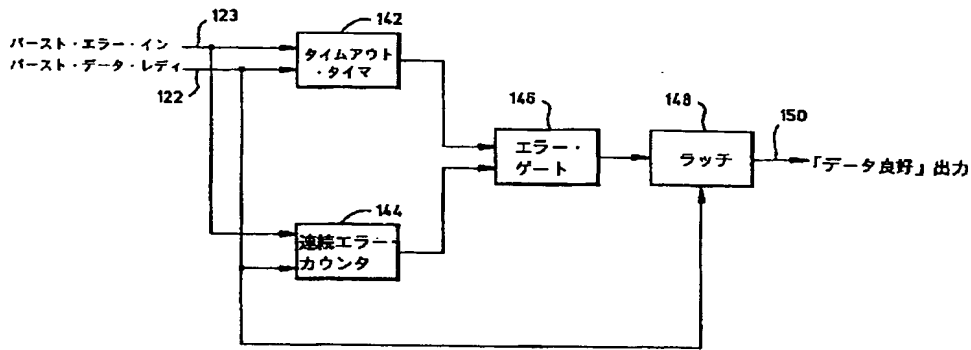 142
123
バースト・エラー・イン
バースト・データ・レディ
122
タイムアウト
・タイマ
146
エラー・
ゲート
148
ラッチ
150
「データ良好」出力
144
連続エラー・
カウンタ